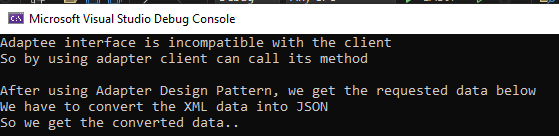 Microsoft Visual Studio Debug Console
Adaptee interface is incompatible with the client
So by using adapter client can call its method
After using Adapter Design Pattern, we get the requested data below
We have to convert the XML data into JSON
So we get the converted data..